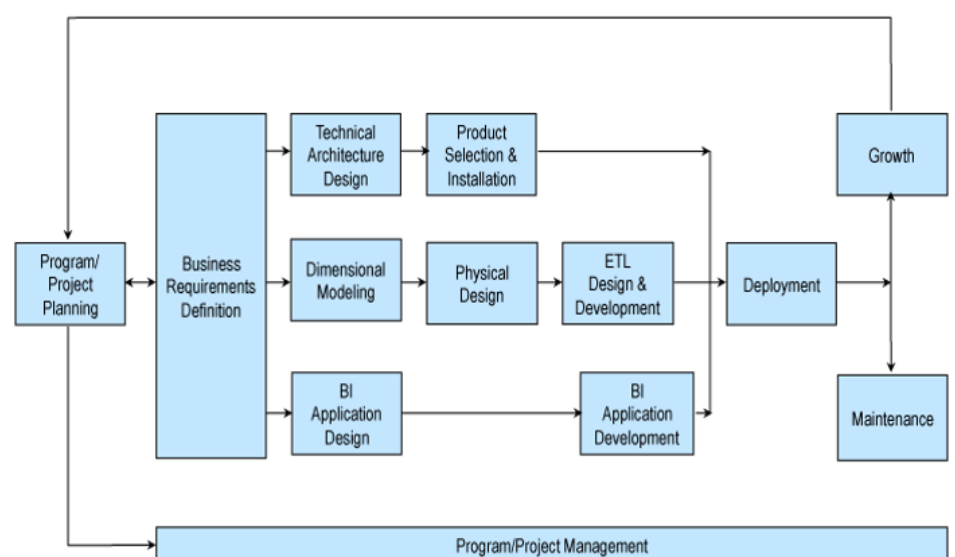 Program/
Project
Planning
Business
Requirements
Definition
Technical
Architecture
Design
Product
Selection &
Installation
Dimensional
Modeling
Physical
Design
ETL
Design &
Development
BI
Application
Design
BI
Application
Development
Deployment
Growth
Maintenance
Program/Project Management